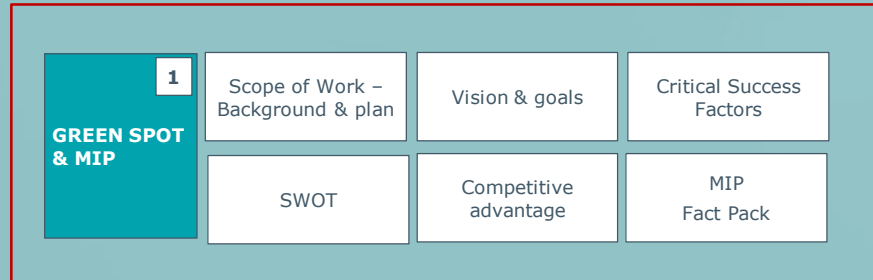 1
GREEN SPOT
& MIP
Scope of Work –
Background & plan
Vision & goals
Critical Success
Factors
SWOT
Competitive
advantage
MIP
Fact Pack